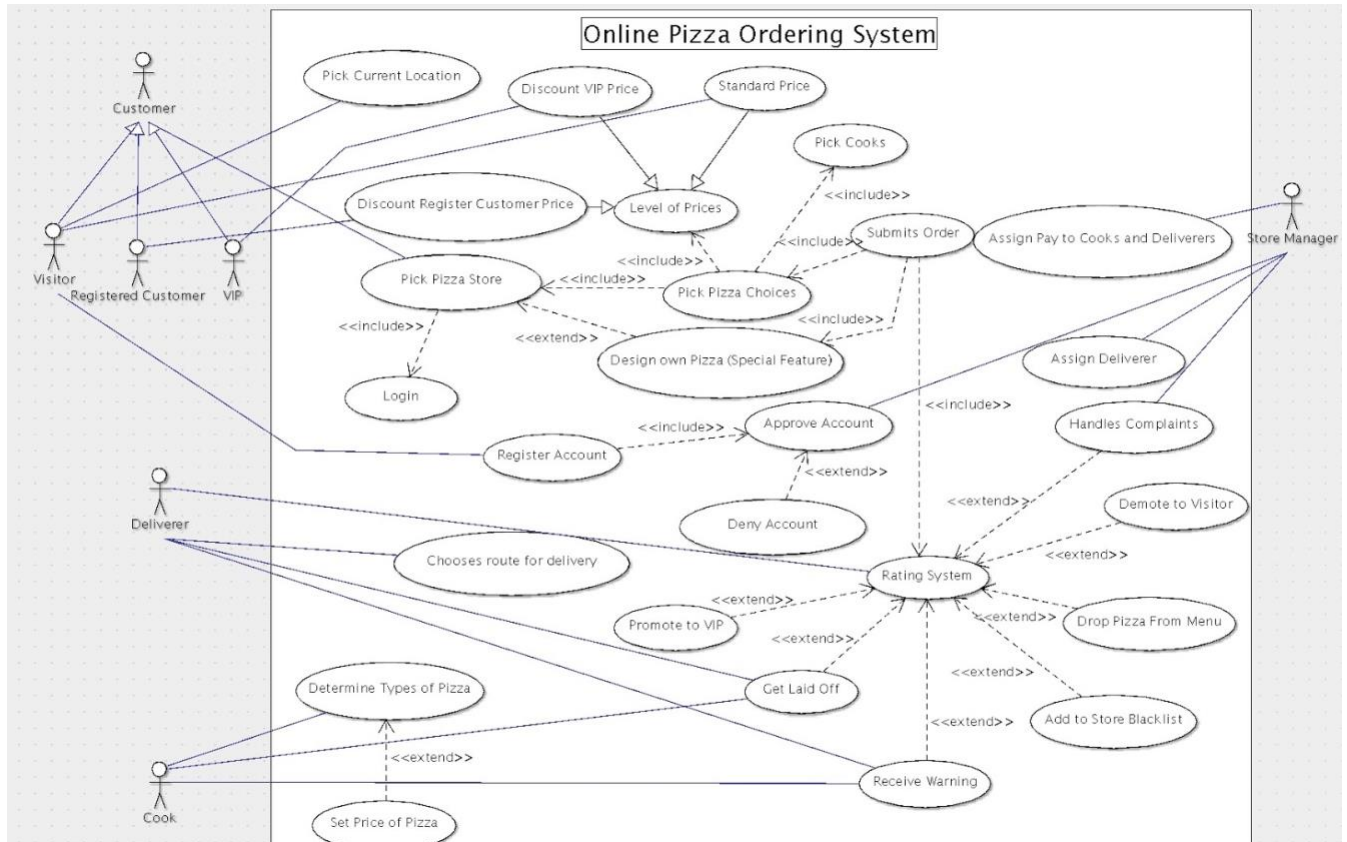 Online Pizza Ordering System
Customer
Pick Current Location
Discount VIP Price
Standard Price
Pick Cooks
<<include>>
Discount Register Customer Price
Level of Prices
Submits Order
Assign Pay to Cooks and Deliverers
Store Manager
Visitor
Registered Customer
VIP
<<include>>
<<include>>
Pick Pizza Store
<<include>>
Pick Pizza Choices
<<include>>
<<include>>
<<extend>>
Design own Pizza (Special Feature)
Assign Deliverer
Login
<<include>>
Approve Account
<<include>>
Handles Complaints
Register Account
<<extend>>
Deliverer
Deny Account
<<extend>>
Demote to Visitor
Chooses route for delivery
<<extend>>
Rating System
<<extend>>
Promote to VIP
<<extend>>
<<extend>>
Drop Pizza From Menu
<<extend>>
Determine Types of Pizza
Get Laid Off
<<extend>>
Add to Store Blacklist
<<extend>>
Receive Warning
Cook
Set Price of Pizza